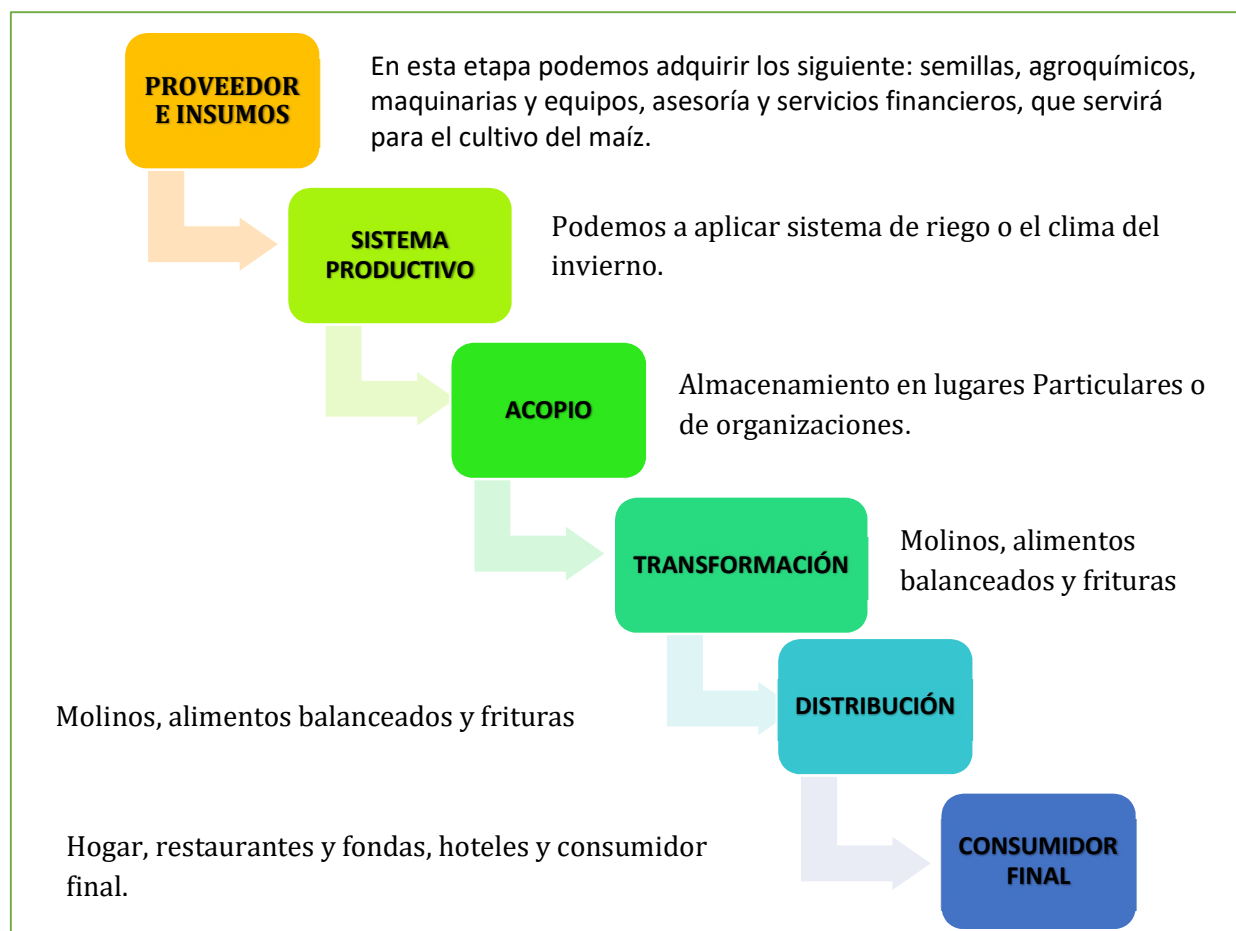 PROVEEDOR
E INSUMOS
En esta etapa podemos adquirir los siguiente: semillas, agroquímicos,
maquinarias y equipos, asesoría y servicios financieros, que servirá
para el cultivo del maíz.
SISTEMA
PRODUCTIVO
Podemos a aplicar sistema de riego o el clima del
invierno.
ACOPIO
Almacenamiento en lugares Particulares o
de organizaciones.
TRANSFORMACIÓN
Molinos, alimentos
balanceados y frituras
DISTRIBUCIÓN
Molinos, alimentos balanceados y frituras
CONSUMIDOR
FINAL
Hogar, restaurantes y fondas, hoteles y consumidor
final.